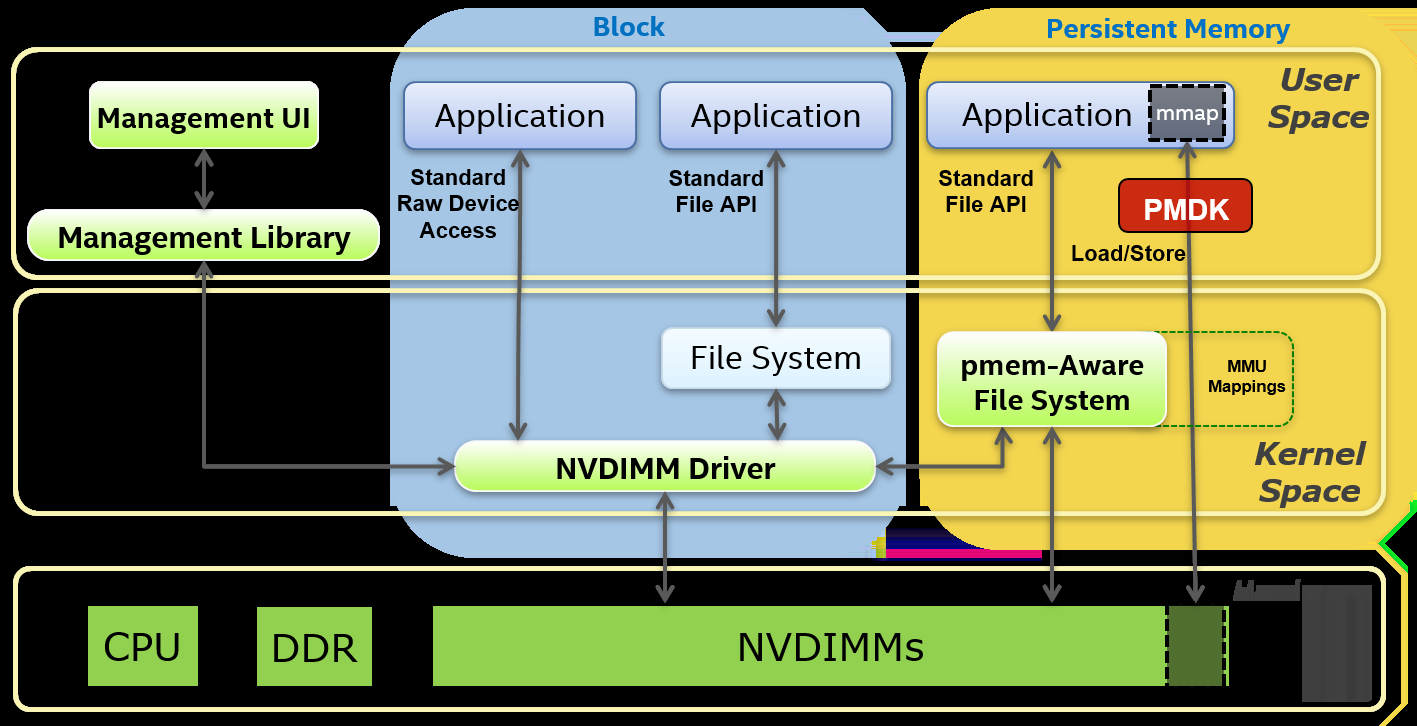 Block
Persistent Memory
User
Space
Management UI
Application
Application
Application
mmap
Standard
Raw Device
Access
Standard
File API
Standard
File API
PMDK
Management Library
Load/Store
File System
pmem-Aware
File System
MMU
Mappings
NVDIMM Driver
Kernel
Space
CPU
DDR
NVDIMMs